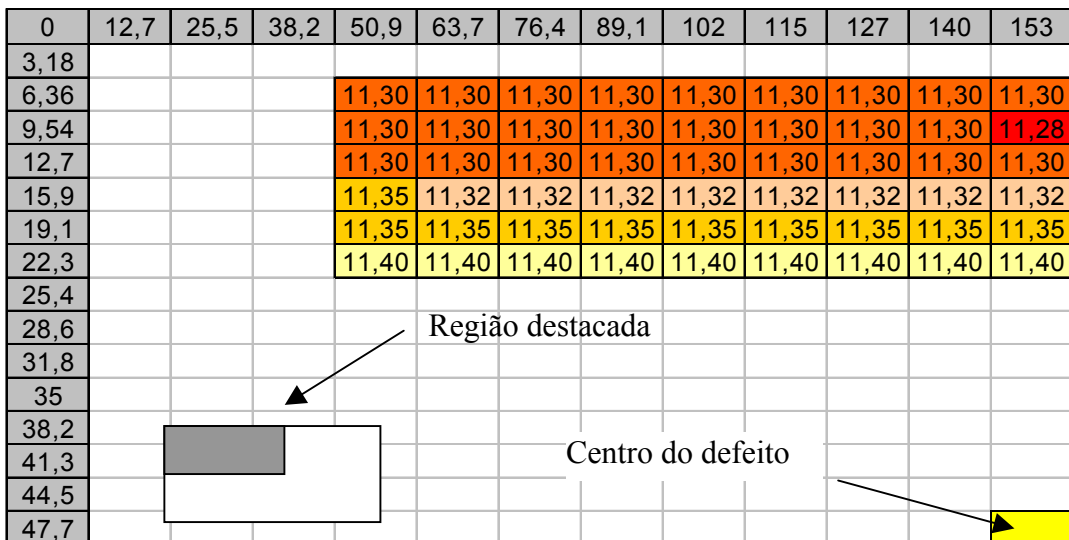 0 12,7 25,5 38,2 50,9 63,7 76,4 89,1 102 115 127 140 153
3,18
6,36 11,30 11,30 11,30 11,30 11,30 11,30 11,30 11,30 11,30
9,54 11,30 11,30 11,30 11,30 11,30 11,30 11,30 11,30 11,28
12,7 11,30 11,30 11,30 11,30 11,30 11,30 11,30 11,30 11,30
15,9 11,35 11,32 11,32 11,32 11,32 11,32 11,32 11,32 11,32
19,1 11,35 11,35 11,35 11,35 11,35 11,35 11,35 11,35 11,35
22,3 11,40 11,40 11,40 11,40 11,40 11,40 11,40 11,40 11,40
25,4
28,6 Região destacada
31,8
35
38,2
41,3 Centro do defeito
44,5
47,7